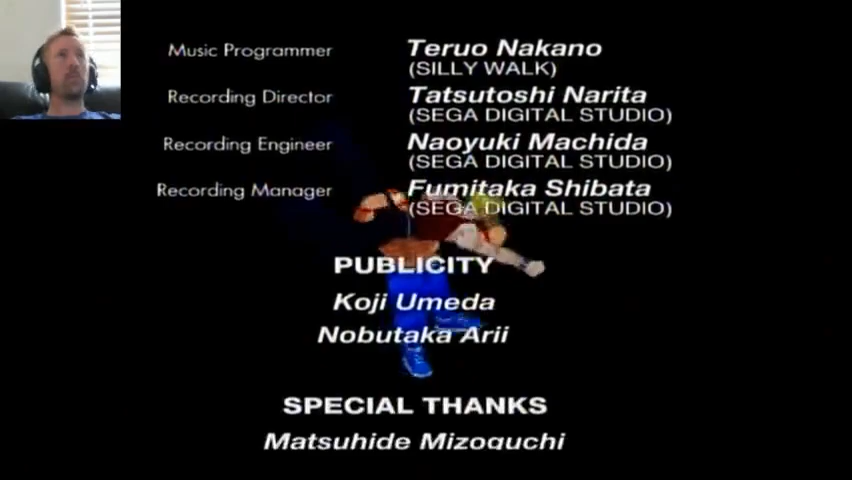 Music Programmer Teruo Nakano
(SILLY WALK)
Recording Director Tatsutoshi Narita
(SEGA DIGITAL STUDIO)
Recording Engineer Naoyuki Machida
(SEGA DIGITAL STUDIO)
Recording Manager Fumitaka Shibata
(SEGA DIGITAL STUDIO)
PUBLICITY
Koji Umeda
Nobutaka Arii
SPECIAL THANKS
Matsuhide Mizoguchi